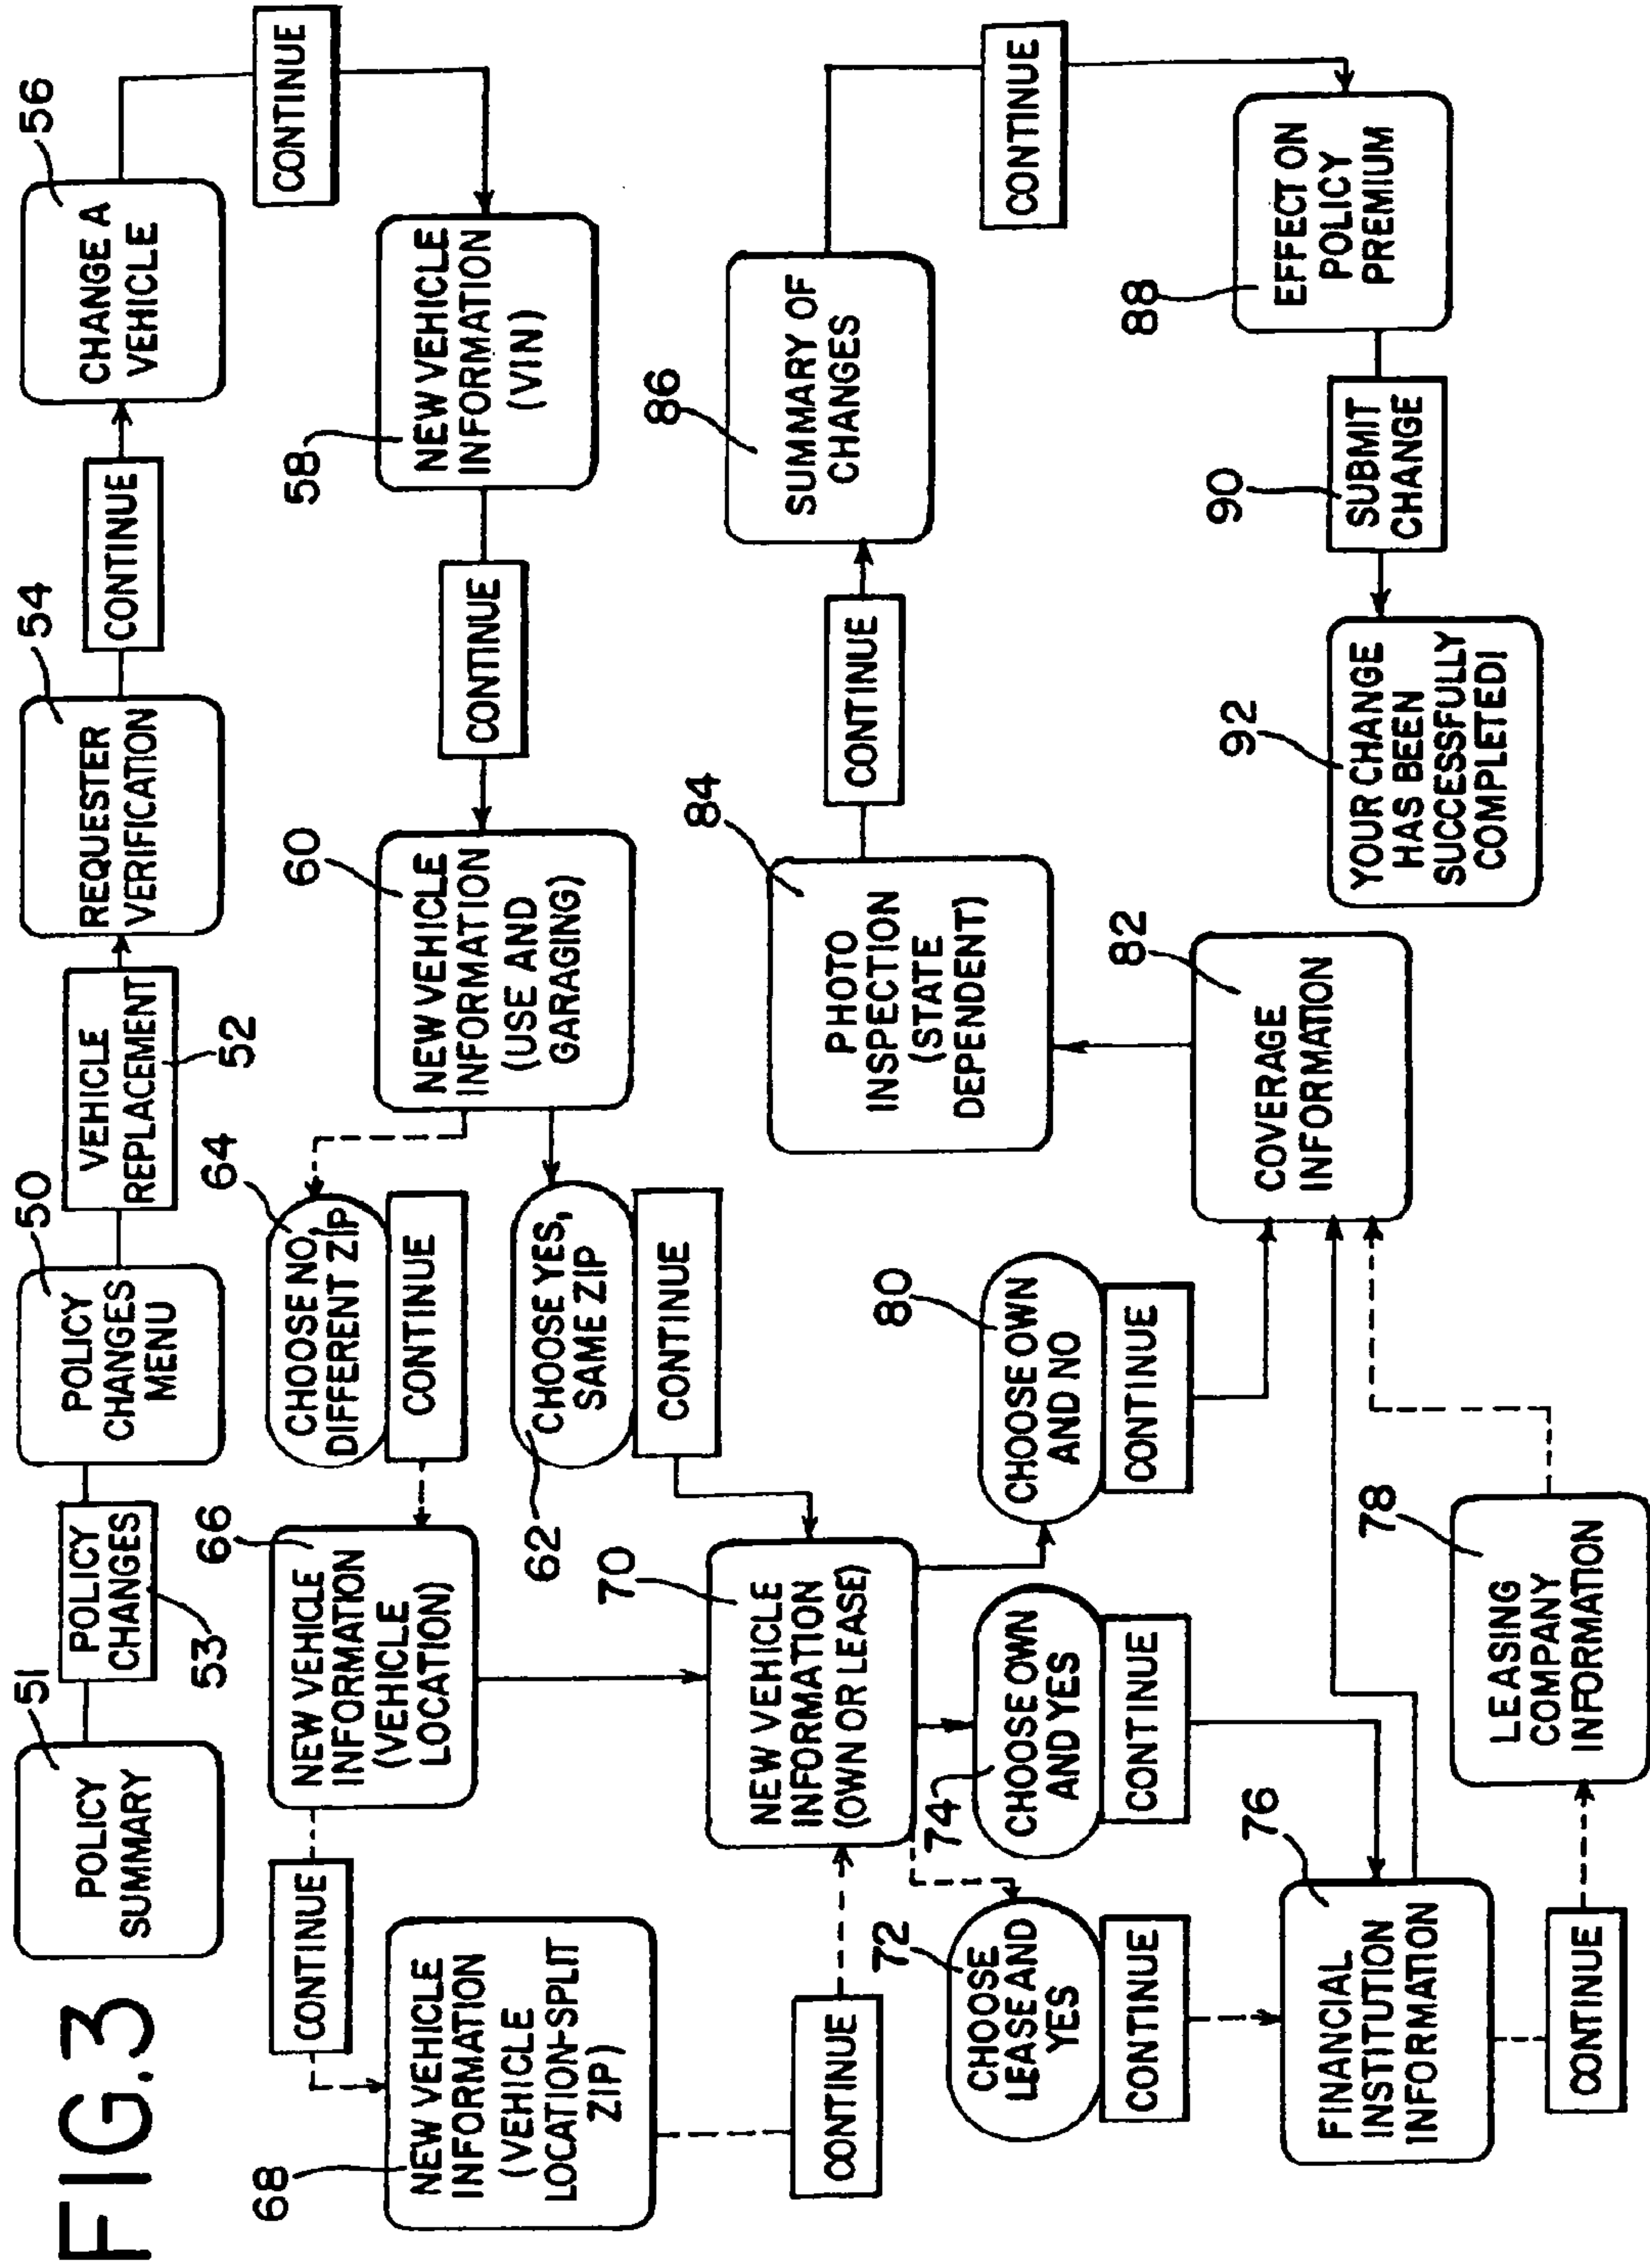 FIG.3
51
POLICY
SUMMARY
POLICY
CHANGES
53
50
POLICY
CHANGES
MENU
VEHICLE
REPLACEMENT
52
54
REQUESTER
VERIFICATION
CONTINUE
56
CHANGE A
VEHICLE
CONTINUE
58
NEW VEHICLE
INFORMATION
(VIN)
CONTINUE
60
NEW VEHICLE
INFORMATION
(USE AND
GARAGING)
64
CHOOSE NO,
DIFFERENT ZIP
CONTINUE
CHOOSE YES,
SAME ZIP
62
CONTINUE
66
NEW VEHICLE
INFORMATION
(VEHICLE
LOCATION)
CONTINUE
68
NEW VEHICLE
INFORMATION
(VEHICLE
LOCATION-SPLIT
ZIP)
CONTINUE
70
NEW VEHICLE
INFORMATION
(OWN OR LEASE)
72
CHOOSE
LEASE AND
YES
CONTINUE
74
CHOOSE OWN
AND YES
CONTINUE
80
CHOOSE OWN
AND NO
CONTINUE
76
FINANCIAL
INSTITUTION
INFORMATION
CONTINUE
78
LEASING
COMPANY
INFORMATION
82
COVERAGE
INFORMATION
84
PHOTO
INSPECTION
(STATE
DEPENDENT)
CONTINUE
86
SUMMARY OF
CHANGES
CONTINUE
88
EFFECT ON
POLICY
PREMIUM
90
SUBMIT
CHANGE
92
YOUR CHANGE
HAS BEEN
SUCCESSFULLY
COMPLETED!